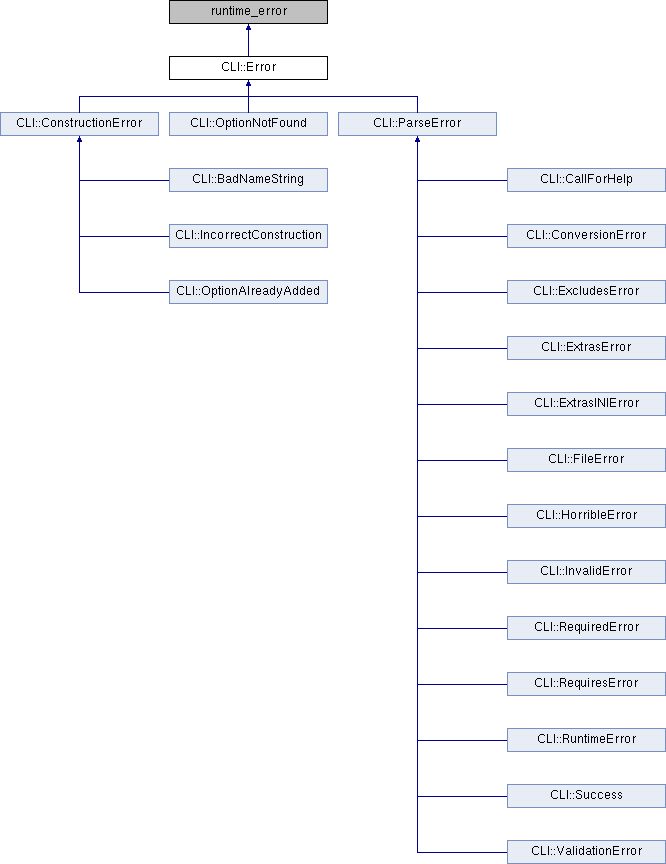 runtime_error
CLI::Error
CLI::ConstructionError
CLI::OptionNotFound
CLI::ParseError
CLI::BadNameString
CLI::CallForHelp
CLI::IncorrectConstruction
CLI::ConversionError
CLI::OptionAlreadyAdded
CLI::ExcludesError
CLI::ExtrasError
CLI::ExtrasINIError
CLI::FileError
CLI::HorribleError
CLI::InvalidError
CLI::RequiredError
CLI::RequiresError
CLI::RuntimeError
CLI::Success
CLI::ValidationError